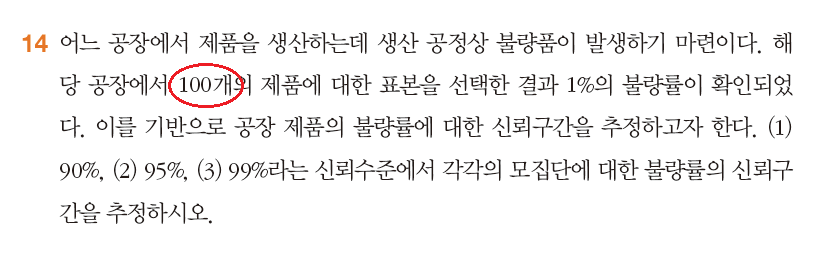 14 어느 공장에서 제품을 생산하는데 생산 공정상 불량품이 발생하기 마련이다. 해
당 공장에서 100개의 제품에 대한 표본을 선택한 결과 1%의 불량률이 확인되었
다. 이를 기반으로 공장 제품의 불량률에 대한 신뢰구간을 추정하고자 한다. (1)
90%, (2) 95%, (3) 99%라는 신뢰수준에서 각각의 모집단에 대한 불량률의 신뢰구
간을 추정하시오.